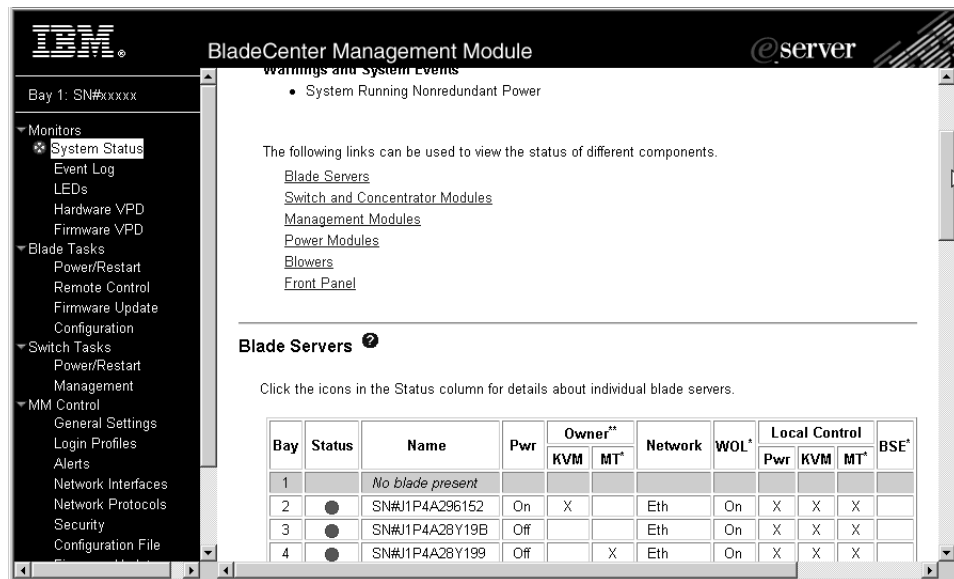 IBM®
BladeCenter Management Module
eserver
Bay 1: SN#xxxxx
Monitors
System Status
Event Log
LEDs
Hardware VPD
Firmware VPD
Blade Tasks
Power/Restart
Remote Control
Firmware Update
Configuration
Switch Tasks
Power/Restart
Management
MM Control
General Settings
Login Profiles
Alerts
Network Interfaces
Network Protocols
Security
Configuration File
Warnings and System Events
• System Running Nonredundant Power
The following links can be used to view the status of different components.
Blade Servers
Switch and Concentrator Modules
Management Modules
Power Modules
Blowers
Front Panel
Blade Servers ?
Click the icons in the Status column for details about individual blade servers.
Bay Status Name Pwr Owner** Network WOL* Local Control BSE*
KVM MT* Pwr KVM MT*
1 No blade present
2 SN#J1P4A296152 On X Eth On X X X
3 SN#J1P4A28Y19B Off Eth On X X X
4 SN#J1P4A28Y199 Off X Eth On X X X